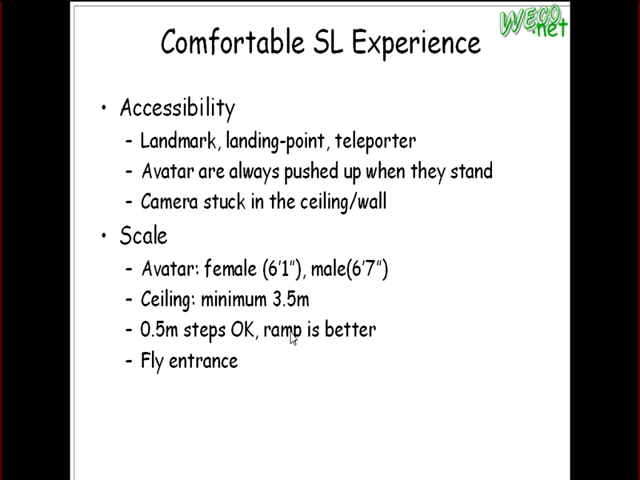 WECO
.net
Comfortable SL Experience
• Accessibility
– Landmark, landing-point, teleporter
– Avatar are always pushed up when they stand
– Camera stuck in the ceiling/wall
• Scale
– Avatar: female (6'1"), male(6'7")
– Ceiling: minimum 3.5m
– 0.5m steps OK, ramp is better
– Fly entrance